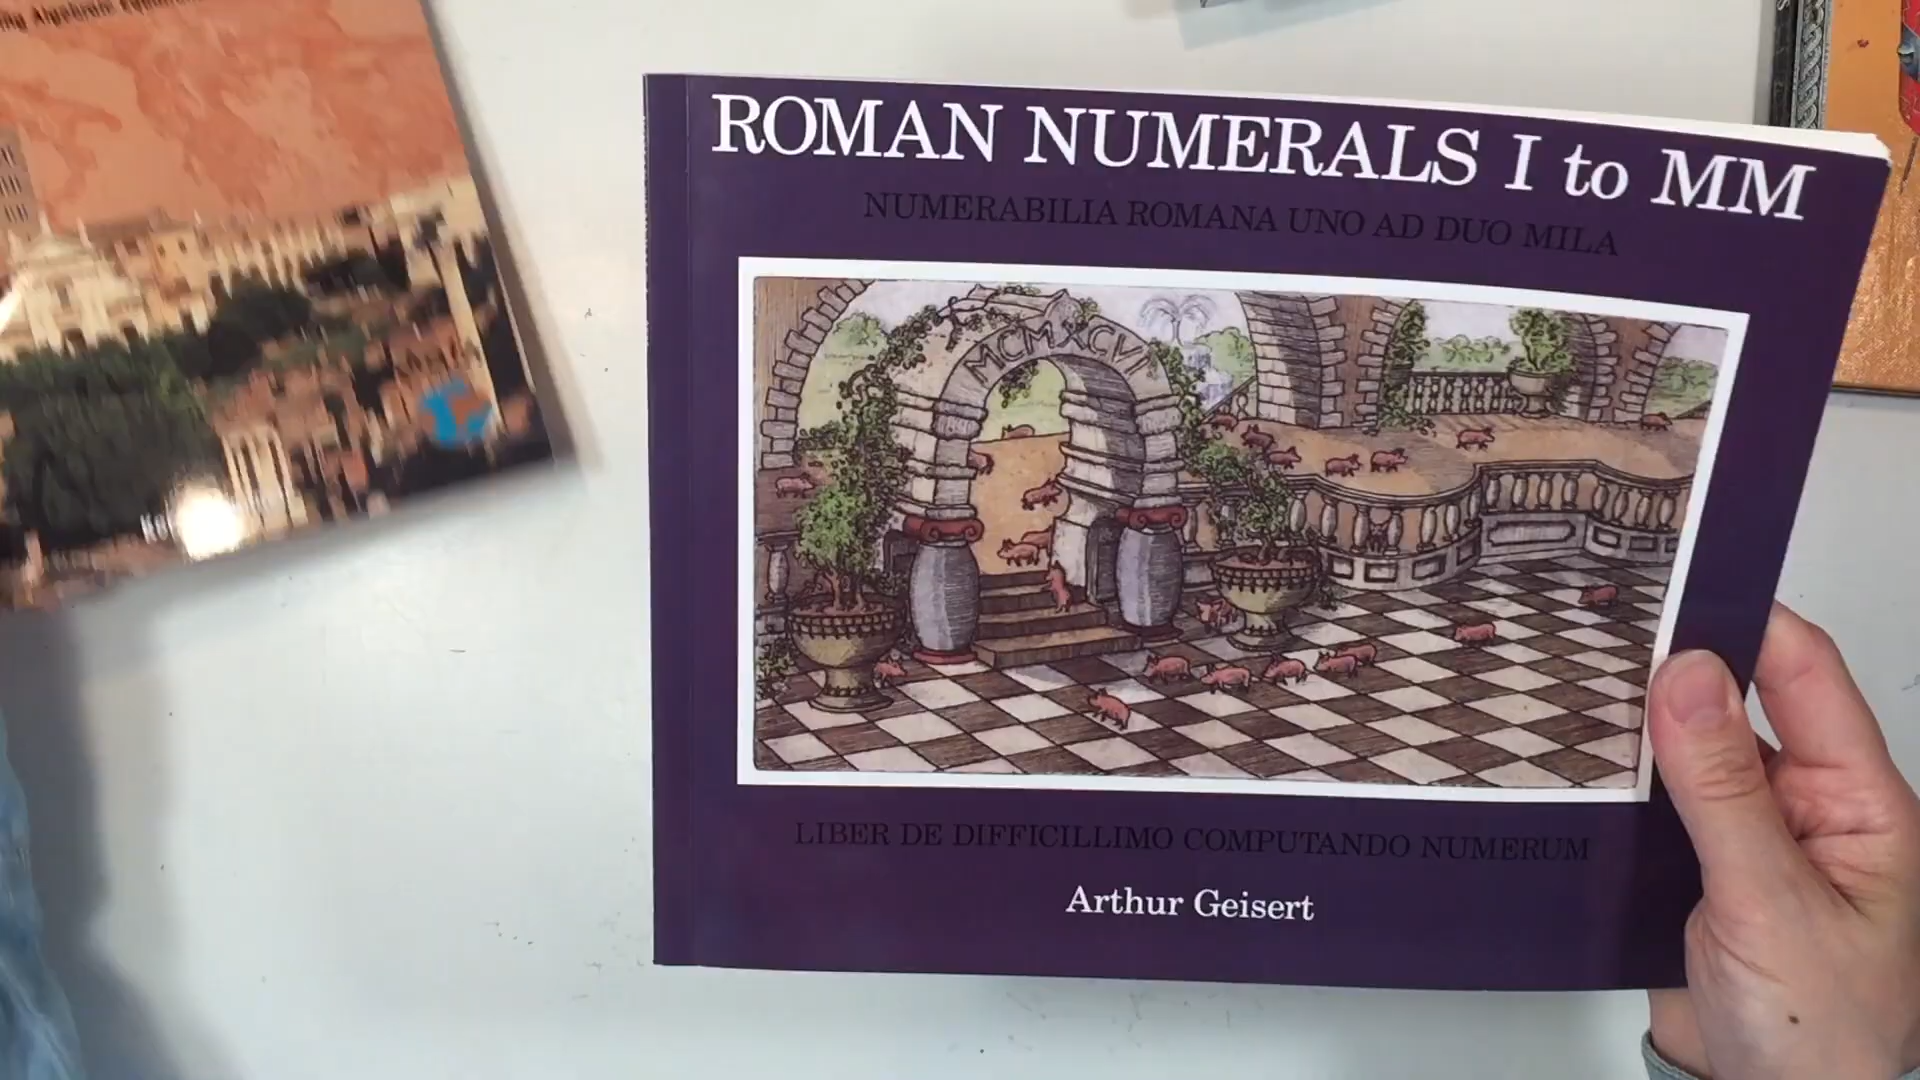 ROMAN NUMERALS I to MM
NUMERABILIA ROMANA UNO AD DUO MILA
MCMXCVI
LIBER DE DIFFICILLIMO COMPUTANDO NUMERUM
Arthur Geisert